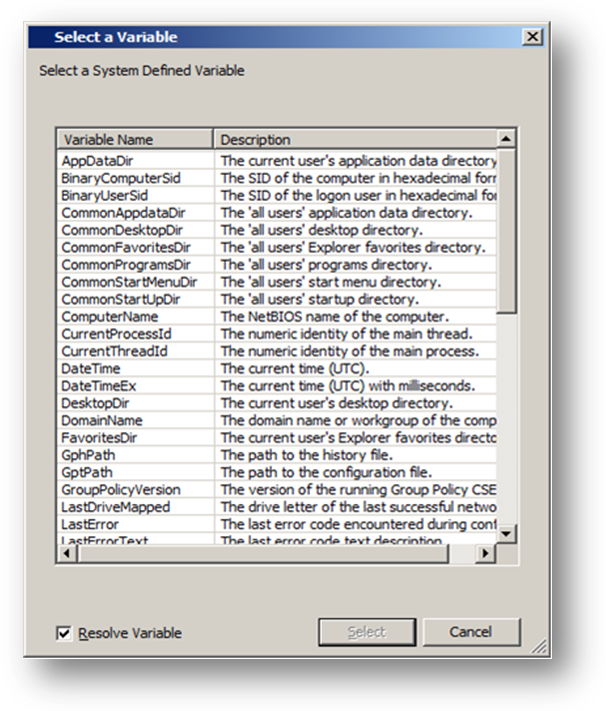 Select a Variable
Select a System Defined Variable
Variable Name Description
AppDataDir The current user's application data directory
BinaryComputerSid The SID of the computer in hexadecimal forr
BinaryUserSid The SID of the logon user in hexadecimal fo
CommonAppdataDir The 'all users' application data directory.
CommonDesktopDir The 'all users' desktop directory.
CommonFavoritesDir The 'all users' Explorer favorites directory.
CommonProgramsDir The 'all users' programs directory.
CommonStartMenuDir The 'all users' start menu directory.
CommonStartUpDir The 'all users' startup directory.
ComputerName The NetBIOS name of the computer.
CurrentProcessId The numeric identity of the main thread.
CurrentThreadId The numeric identity of the main process.
DateTime The current time (UTC).
DateTimeEx The current time (UTC) with milliseconds.
DesktopDir The current user's desktop directory.
DomainName The domain name or workgroup of the comp
FavoritesDir The current user's Explorer favorites directo
GphPath The path to the history file.
GptPath The path to the configuration file.
GroupPolicyVersion The version of the running Group Policy CSE
LastDriveMapped The drive letter of the last successful netwo
LastError The last error code encountered during conf
LastErrorText The last error code text description
Resolve Variable
Select Cancel